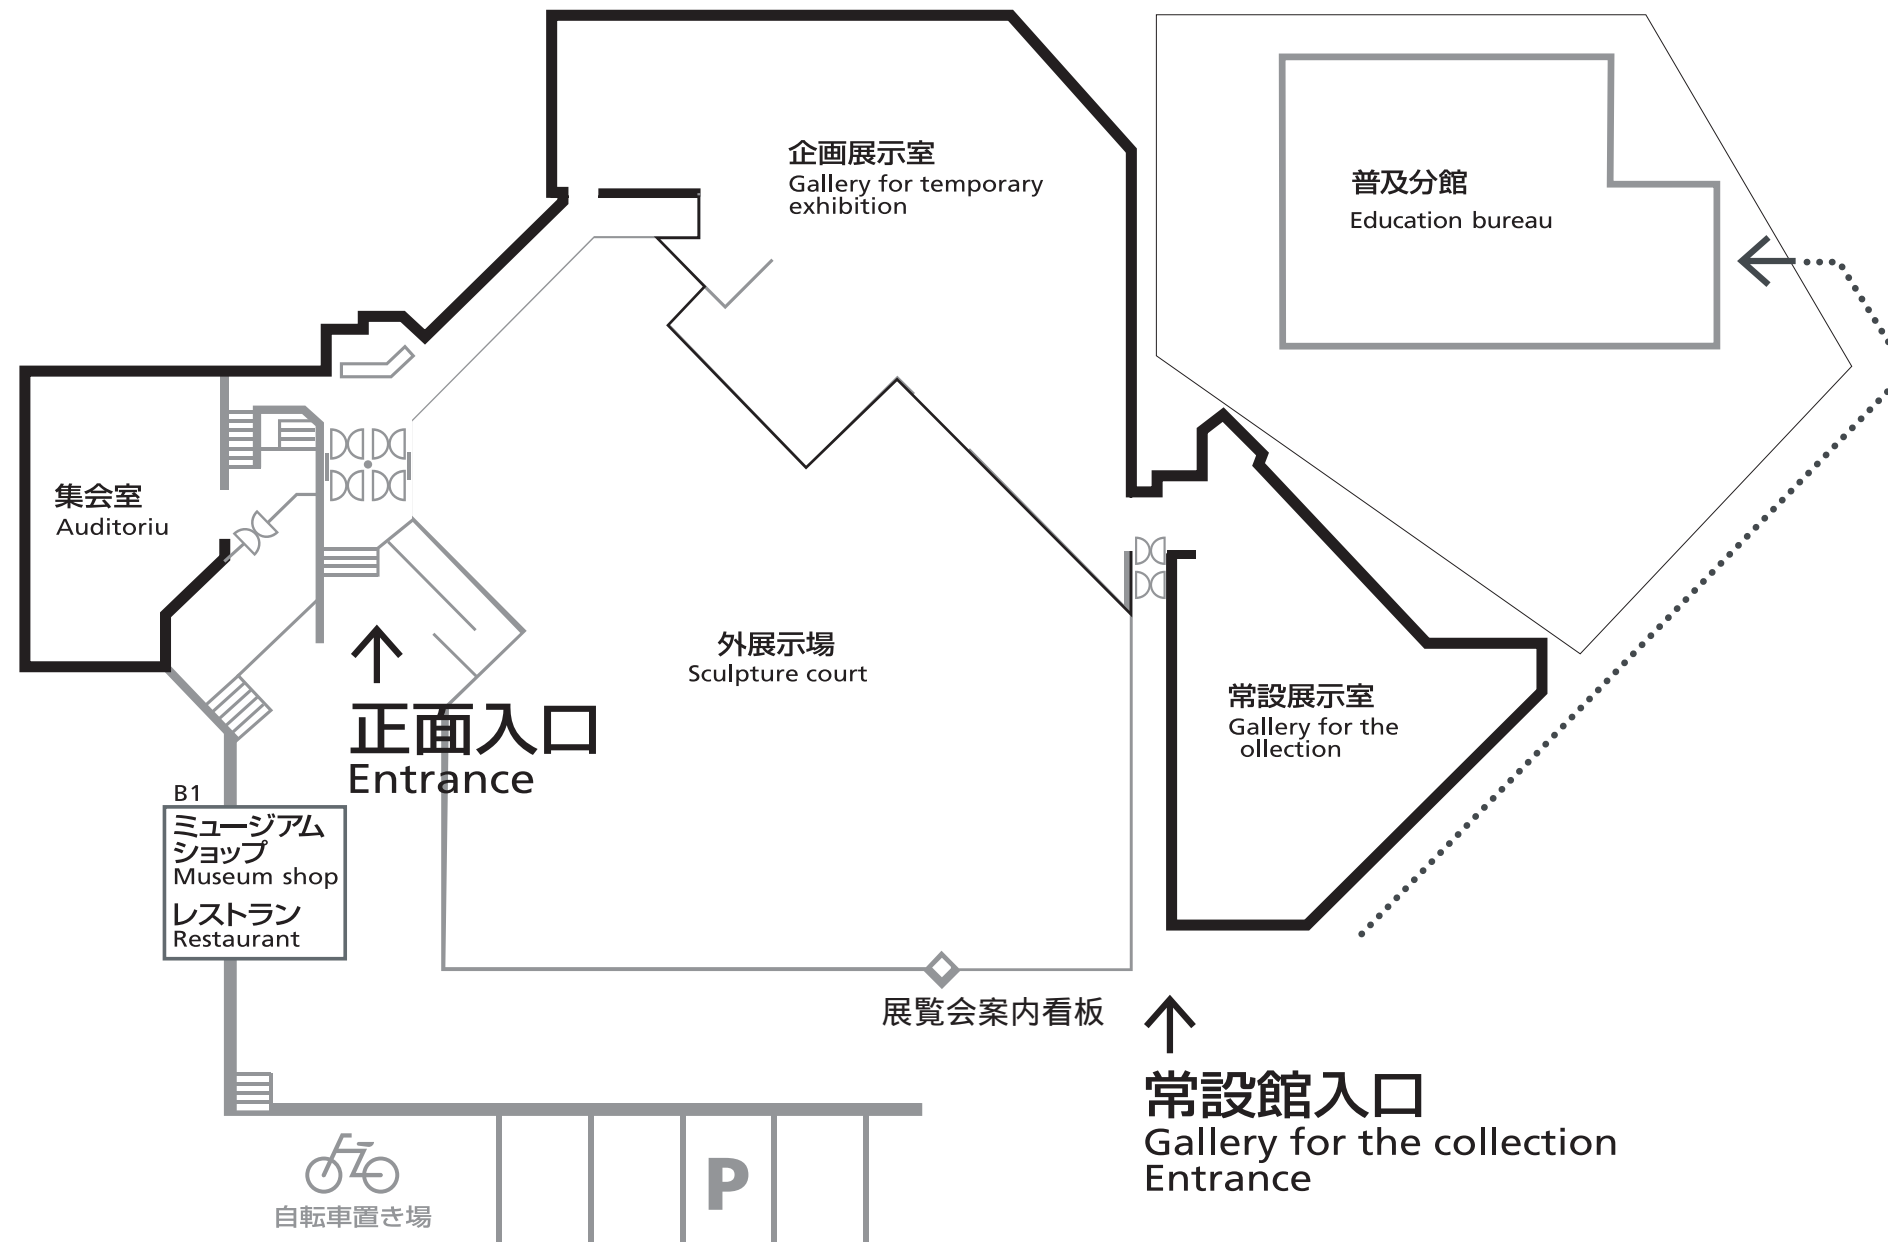 企画展示室
Gallery for temporary
exhibition
普及分館
Education bureau
集会室
Auditoriu
外展示場
Sculpture court
常設展示室
Gallery for the
ollection
正面入口
Entrance
B1
ミュージアム
ショップ
Museum shop
レストラン
Restaurant
展覧会案内看板
常設館入口
Gallery for the collection
Entrance
自転車置き場
P